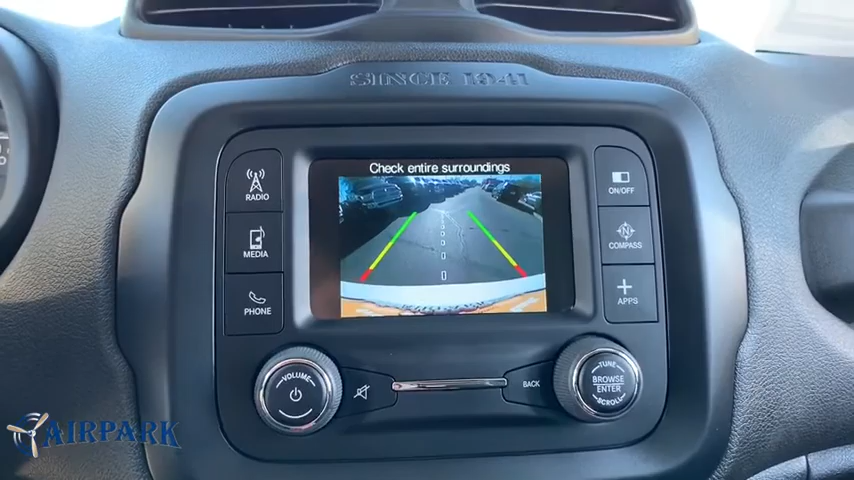 SINCE 1941
Check entire surroundings
RADIO
MEDIA
PHONE
ON/OFF
COMPASS
APPS
VOLUME
BACK
TUNE
BROWSE
ENTER
SCROLL
AIRPARK